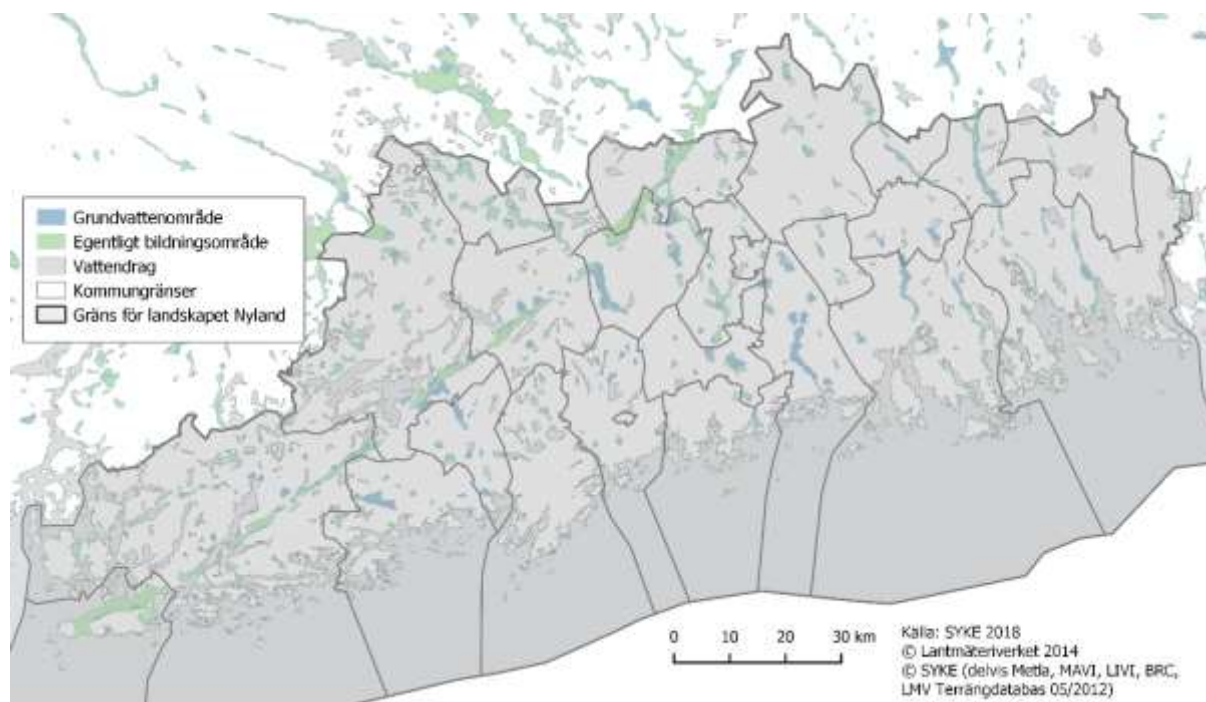 Grundvattenområde
Egentligt bildningsområde
Vattendrag
Kommungränser
Gräns för landskapet Nyland
0 10 20 30 km
Källa: SYKE 2018
© Lantmäteriverket 2014
© SYKE (delvis Metla, MAVI, LIVI, BRC,
LMV Terrängdatabas 05/2012)